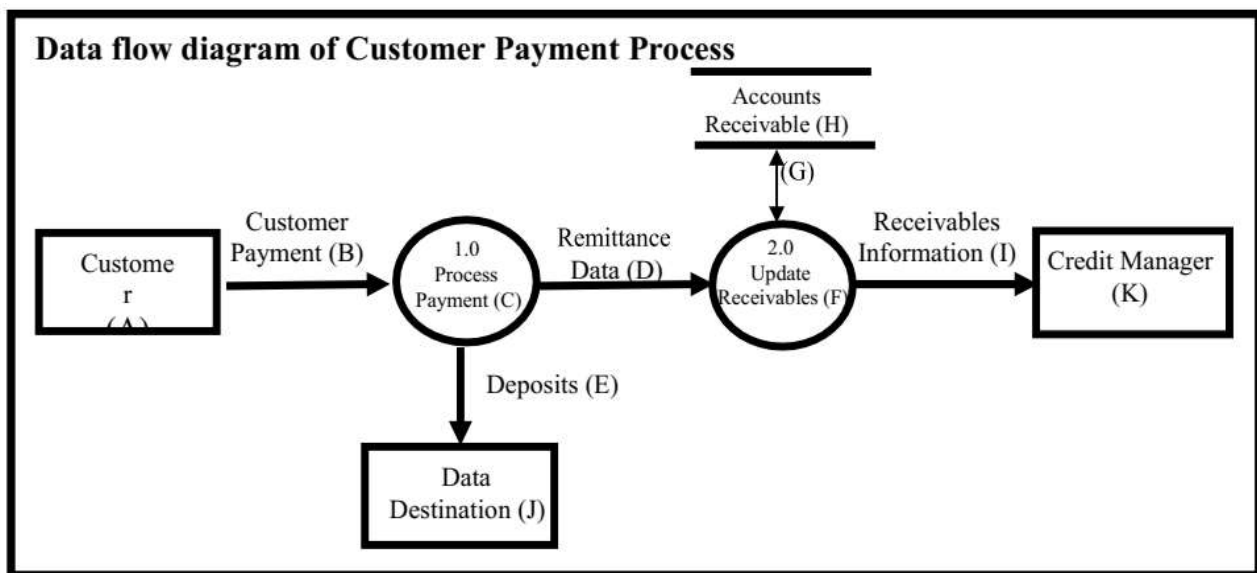 Data flow diagram of Customer Payment Process
Accounts
Receivable (H)
(G)
Customer
Payment (B)
Remittance
Data (D)
Receivables
Information (I)
Custome
r
(A)
1.0
Process
Payment (C)
2.0
Update
Receivables (F)
Credit Manager
(K)
Deposits (E)
Data
Destination (J)